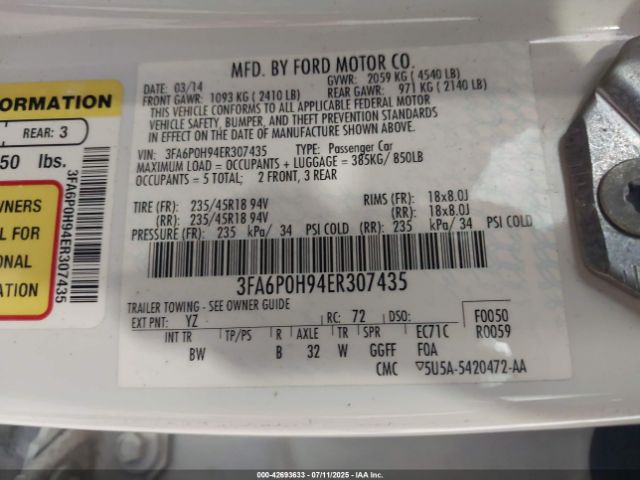 MFD. BY FORD MOTOR CO.
DATE: 03/14 GVWR: 2059 KG ( 4540 LB)
FRONT GAWR: 1093 KG ( 2410 LB) REAR GAWR: 971 KG ( 2140 LB)
THIS VEHICLE CONFORMS TO ALL APPLICABLE FEDERAL MOTOR
VEHICLE SAFETY, BUMPER, AND THEFT PREVENTION STANDARDS
IN EFFECT ON THE DATE OF MANUFACTURE SHOWN ABOVE.
VIN: 3FA6P0H94ER307435 TYPE: Passenger Car
MAXIMUM LOAD = OCCUPANTS + LUGGAGE = 385KG/ 850LB
OCCUPANTS = 5 TOTAL; 2 FRONT, 3 REAR
TIRE (FR): 235/45R18 94V RIMS (FR): 18x8.0J
(RR): 235/45R18 94V (RR): 18x8.0J
PRESSURE (FR): 235 kPa/ 34 PSI COLD (RR): 235 kPa/ 34 PSI COLD
3FA6P0H94ER307435
TRAILER TOWING - SEE OWNER GUIDE
EXT PNT: YZ RC: 72 DSO: F0050
INT TR TP/PS R AXLE TR SPR EC71C R0059
BW B 32 W GGFF F0A
CMC ▽5U5A-5420472-AA
FORMATION
REAR: 3
50 lbs.
WNERS
L FOR
ONAL
3FA6P0H94ER307435
000-42693633 - 07/11/2025 - IAAI.COM